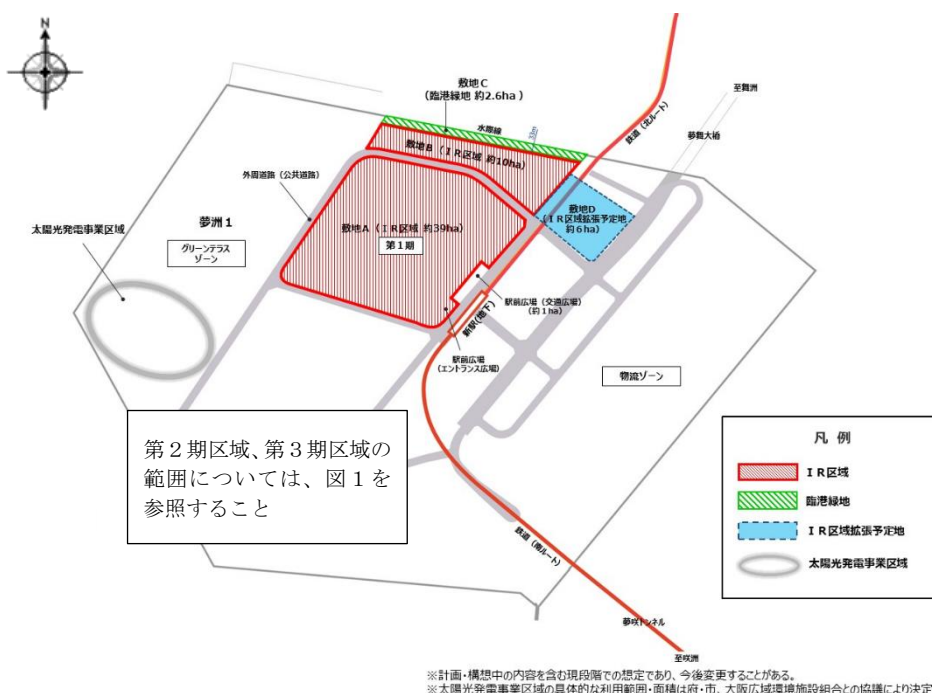 N
敷地C
（臨港緑地 約2.6ha）
至舞洲
水際線
33m
鉄道（北ルート）
夢舞大橋
敷地B（ＩＲ区域 約10ha）
外周道路（公共道路）
敷地D
（ＩＲ区域拡張予定地
約6ha）
夢洲１
太陽光発電事業区域
敷地A（ＩＲ区域 約39ha）
第１期
グリーンテラス
ゾーン
駅前広場（交通広場）
（約１ha）
新駅(地下)
駅前広場
（エントランス広場）
物流ゾーン
第２期区域、第３期区域の
範囲については、図１を
参照すること
凡 例
ＩＲ区域
臨港緑地
ＩＲ区域拡張予定地
太陽光発電事業区域
鉄道（南ルート）
夢咲トンネル
至咲洲
※計画・構想中の内容を含む現段階での想定であり、今後変更することがある。
※太陽光発電事業区域の具体的な利用範囲・面積は府・市、大阪広域環境施設組合との協議により決定